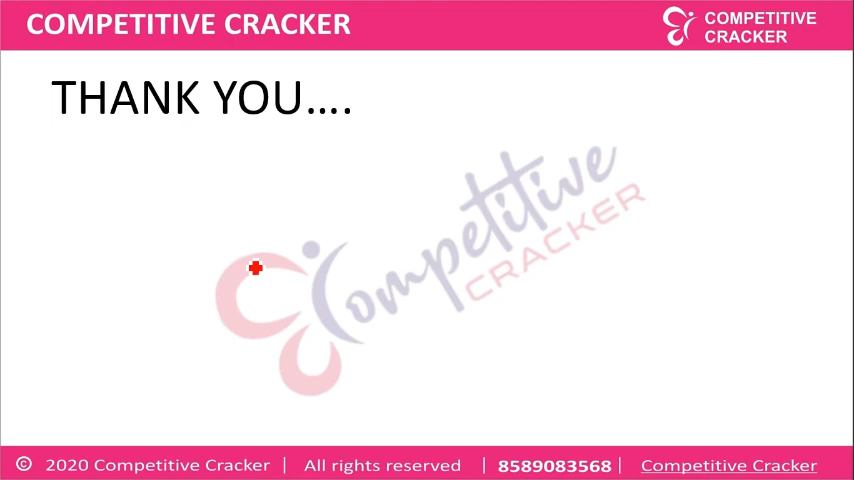 COMPETITIVE CRACKER
COMPETITIVE
CRACKER
THANK YOU....
Competitive
CRACKER
© 2020 Competitive Cracker | All rights reserved | 8589083568 | Competitive Cracker